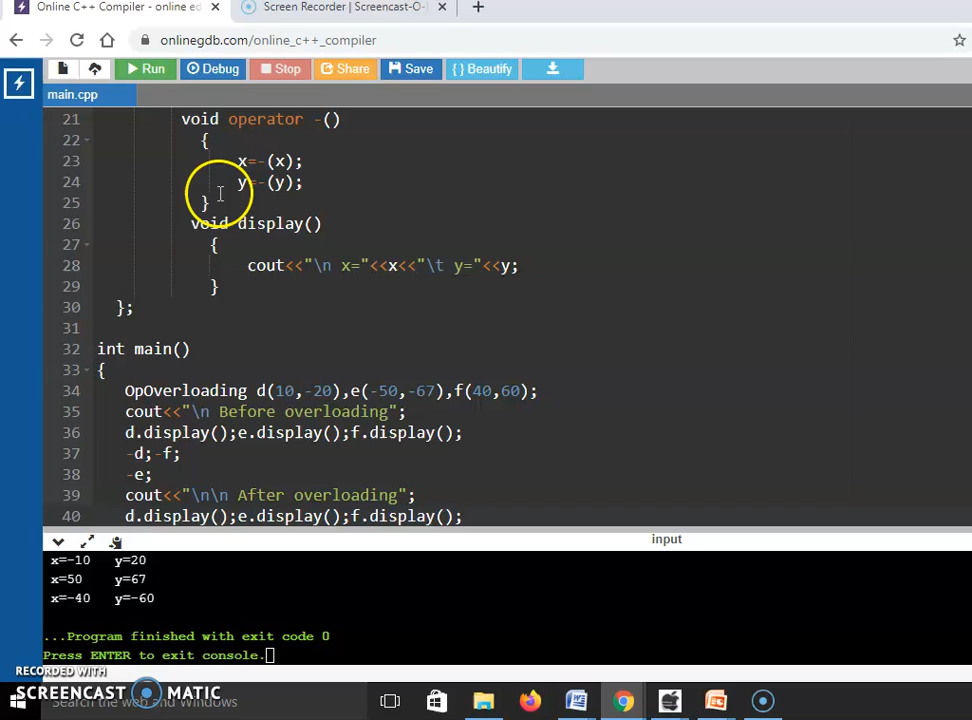 Online C++ Compiler - online ed
Screen Recorder | Screencast-O-
onlinegdb.com/online_c++_compiler
Run
Debug
Stop
Share
Save
{ } Beautify
main.cpp
21 void operator -()
22 {
23 x=-(x);
24 y=-(y);
25 }
26 void display()
27 {
28 cout<<"\n x="<<x<<"\t y="<<y;
29 }
30 };
31
32 int main()
33 {
34 OpOverloading d(10,-20),e(-50,-67),f(40,60);
35 cout<<"\n Before overloading";
36 d.display();e.display();f.display();
37 -d;-f;
38 -e;
39 cout<<"\n\n After overloading";
40 d.display();e.display();f.display();
input
x=-10 y=20
x=50 y=67
x=-40 y=-60
...Program finished with exit code 0
Press ENTER to exit console.
RECORDED WITH
SCREENCAST MATIC
Search the web and Windows